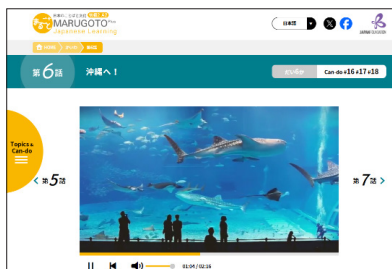 MARUGOTO Plus
Japanese Learning
日本語
HOME
第6話
沖縄へ！
Can-do #16 #17 #18
Topics &
Can-do
第5話
第7話
01:04 / 02:16